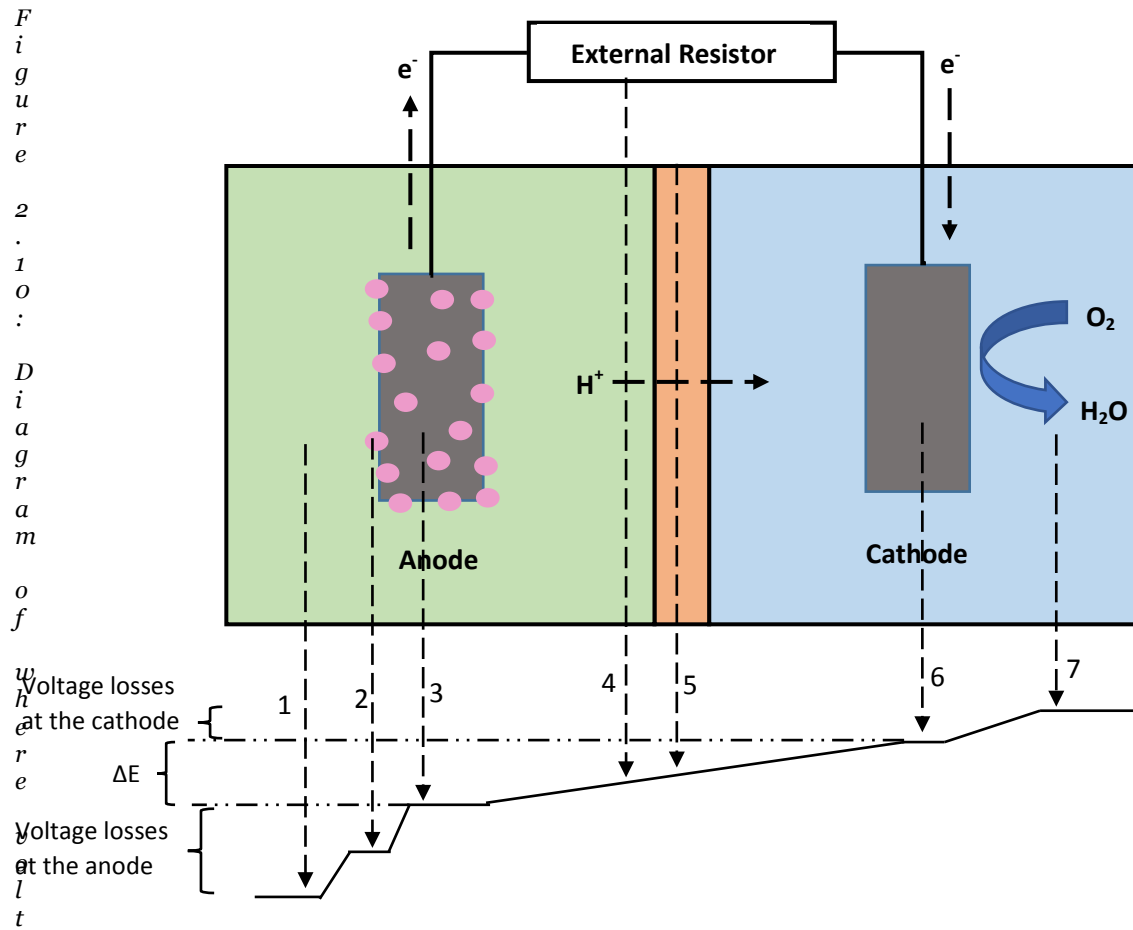 Figure 2.10: Diagram of where volt
External Resistor
e-
e-
O2
H+
H2O
Anode
Cathode
Voltage losses
at the cathode
1
2
3
4
5
6
7
ΔE
Voltage losses
at the anode